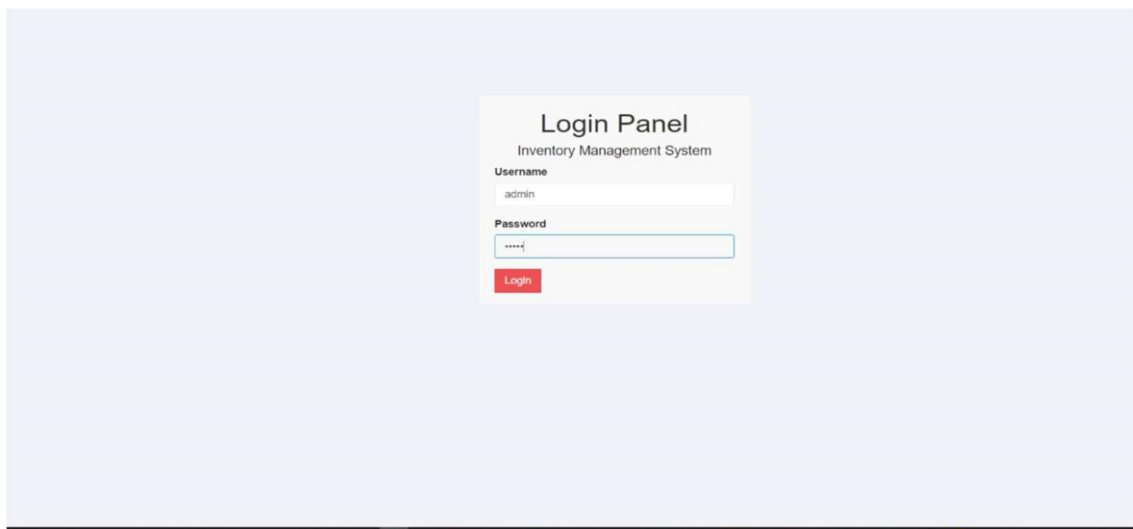 Login Panel
Inventory Management System
Username
admin
Password
•••••
Login